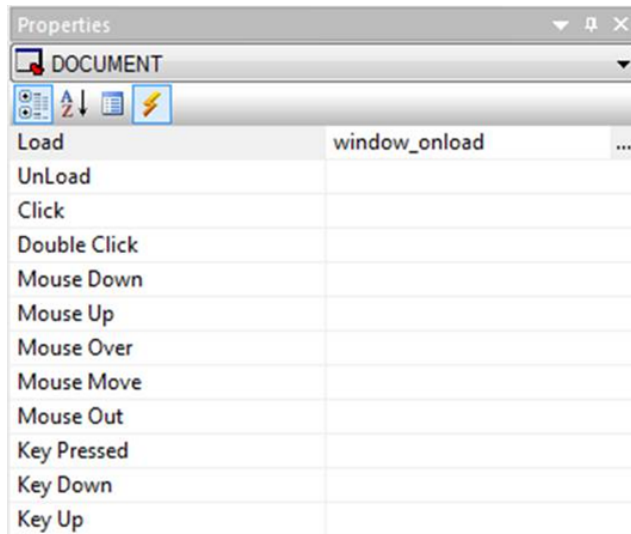 Properties
DOCUMENT
Load window_onload ...
UnLoad
Click
Double Click
Mouse Down
Mouse Up
Mouse Over
Mouse Move
Mouse Out
Key Pressed
Key Down
Key Up